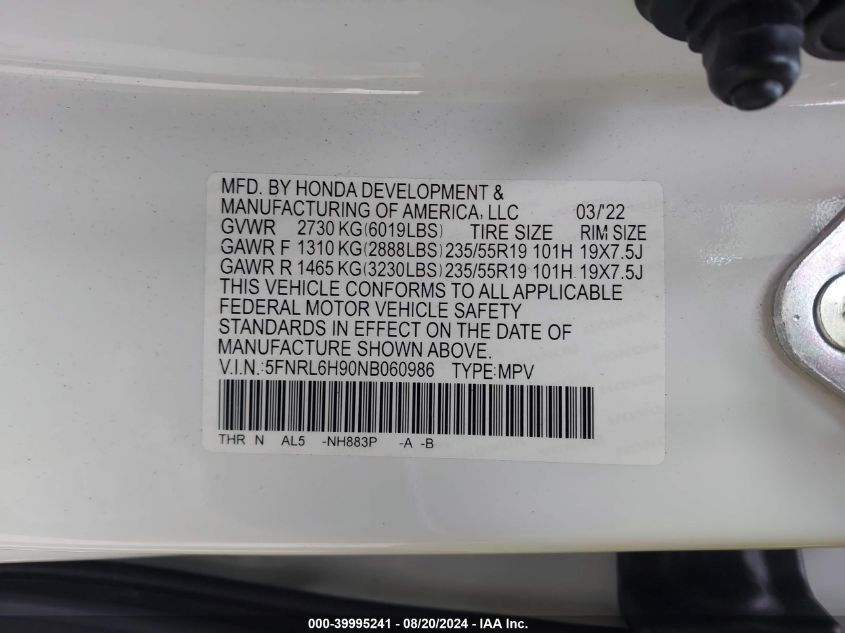 MFD. BY HONDA DEVELOPMENT &
MANUFACTURING OF AMERICA, LLC 03/'22
GVWR 2730 KG(6019LBS) TIRE SIZE RIM SIZE
GAWR F 1310 KG(2888LBS) 235/55R19 101H 19X7.5J
GAWR R 1465 KG(3230LBS) 235/55R19 101H 19X7.5J
THIS VEHICLE CONFORMS TO ALL APPLICABLE
FEDERAL MOTOR VEHICLE SAFETY
STANDARDS IN EFFECT ON THE DATE OF
MANUFACTURE SHOWN ABOVE.
V.I.N.:5FNRL6H90NB060986 TYPE:MPV
THR N AL5 -NH883P -A -B
000-39995241 - 08/20/2024 - IAA Inc.